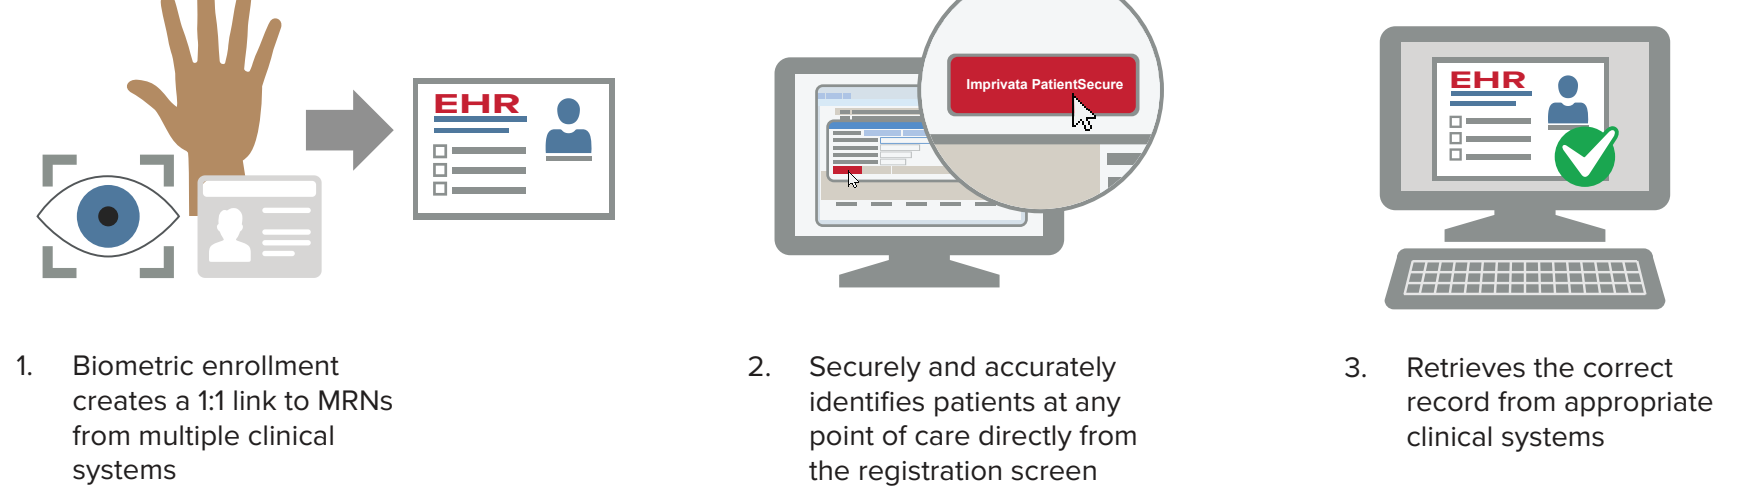 EHR
Imprivata PatientSecure
EHR
1. Biometric enrollment
creates a 1:1 link to MRNs
from multiple clinical
systems
2. Securely and accurately
identifies patients at any
point of care directly from
the registration screen
3. Retrieves the correct
record from appropriate
clinical systems